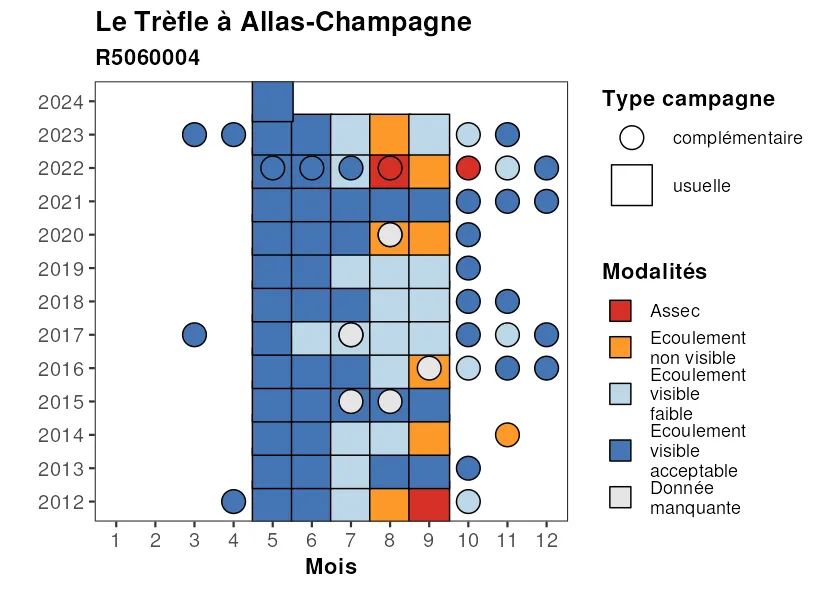 Le Trèfle à Allas-Champagne
R5060004
2024
2023
2022
2021
2020
2019
2018
2017
2016
2015
2014
2013
2012
1 2 3 4 5 6 7 8 9 10 11 12
Mois
Type campagne
complémentaire
usuelle
Modalités
Assec
Ecoulement
non visible
Ecoulement
visible
faible
Ecoulement
visible
acceptable
Donnée
manquante